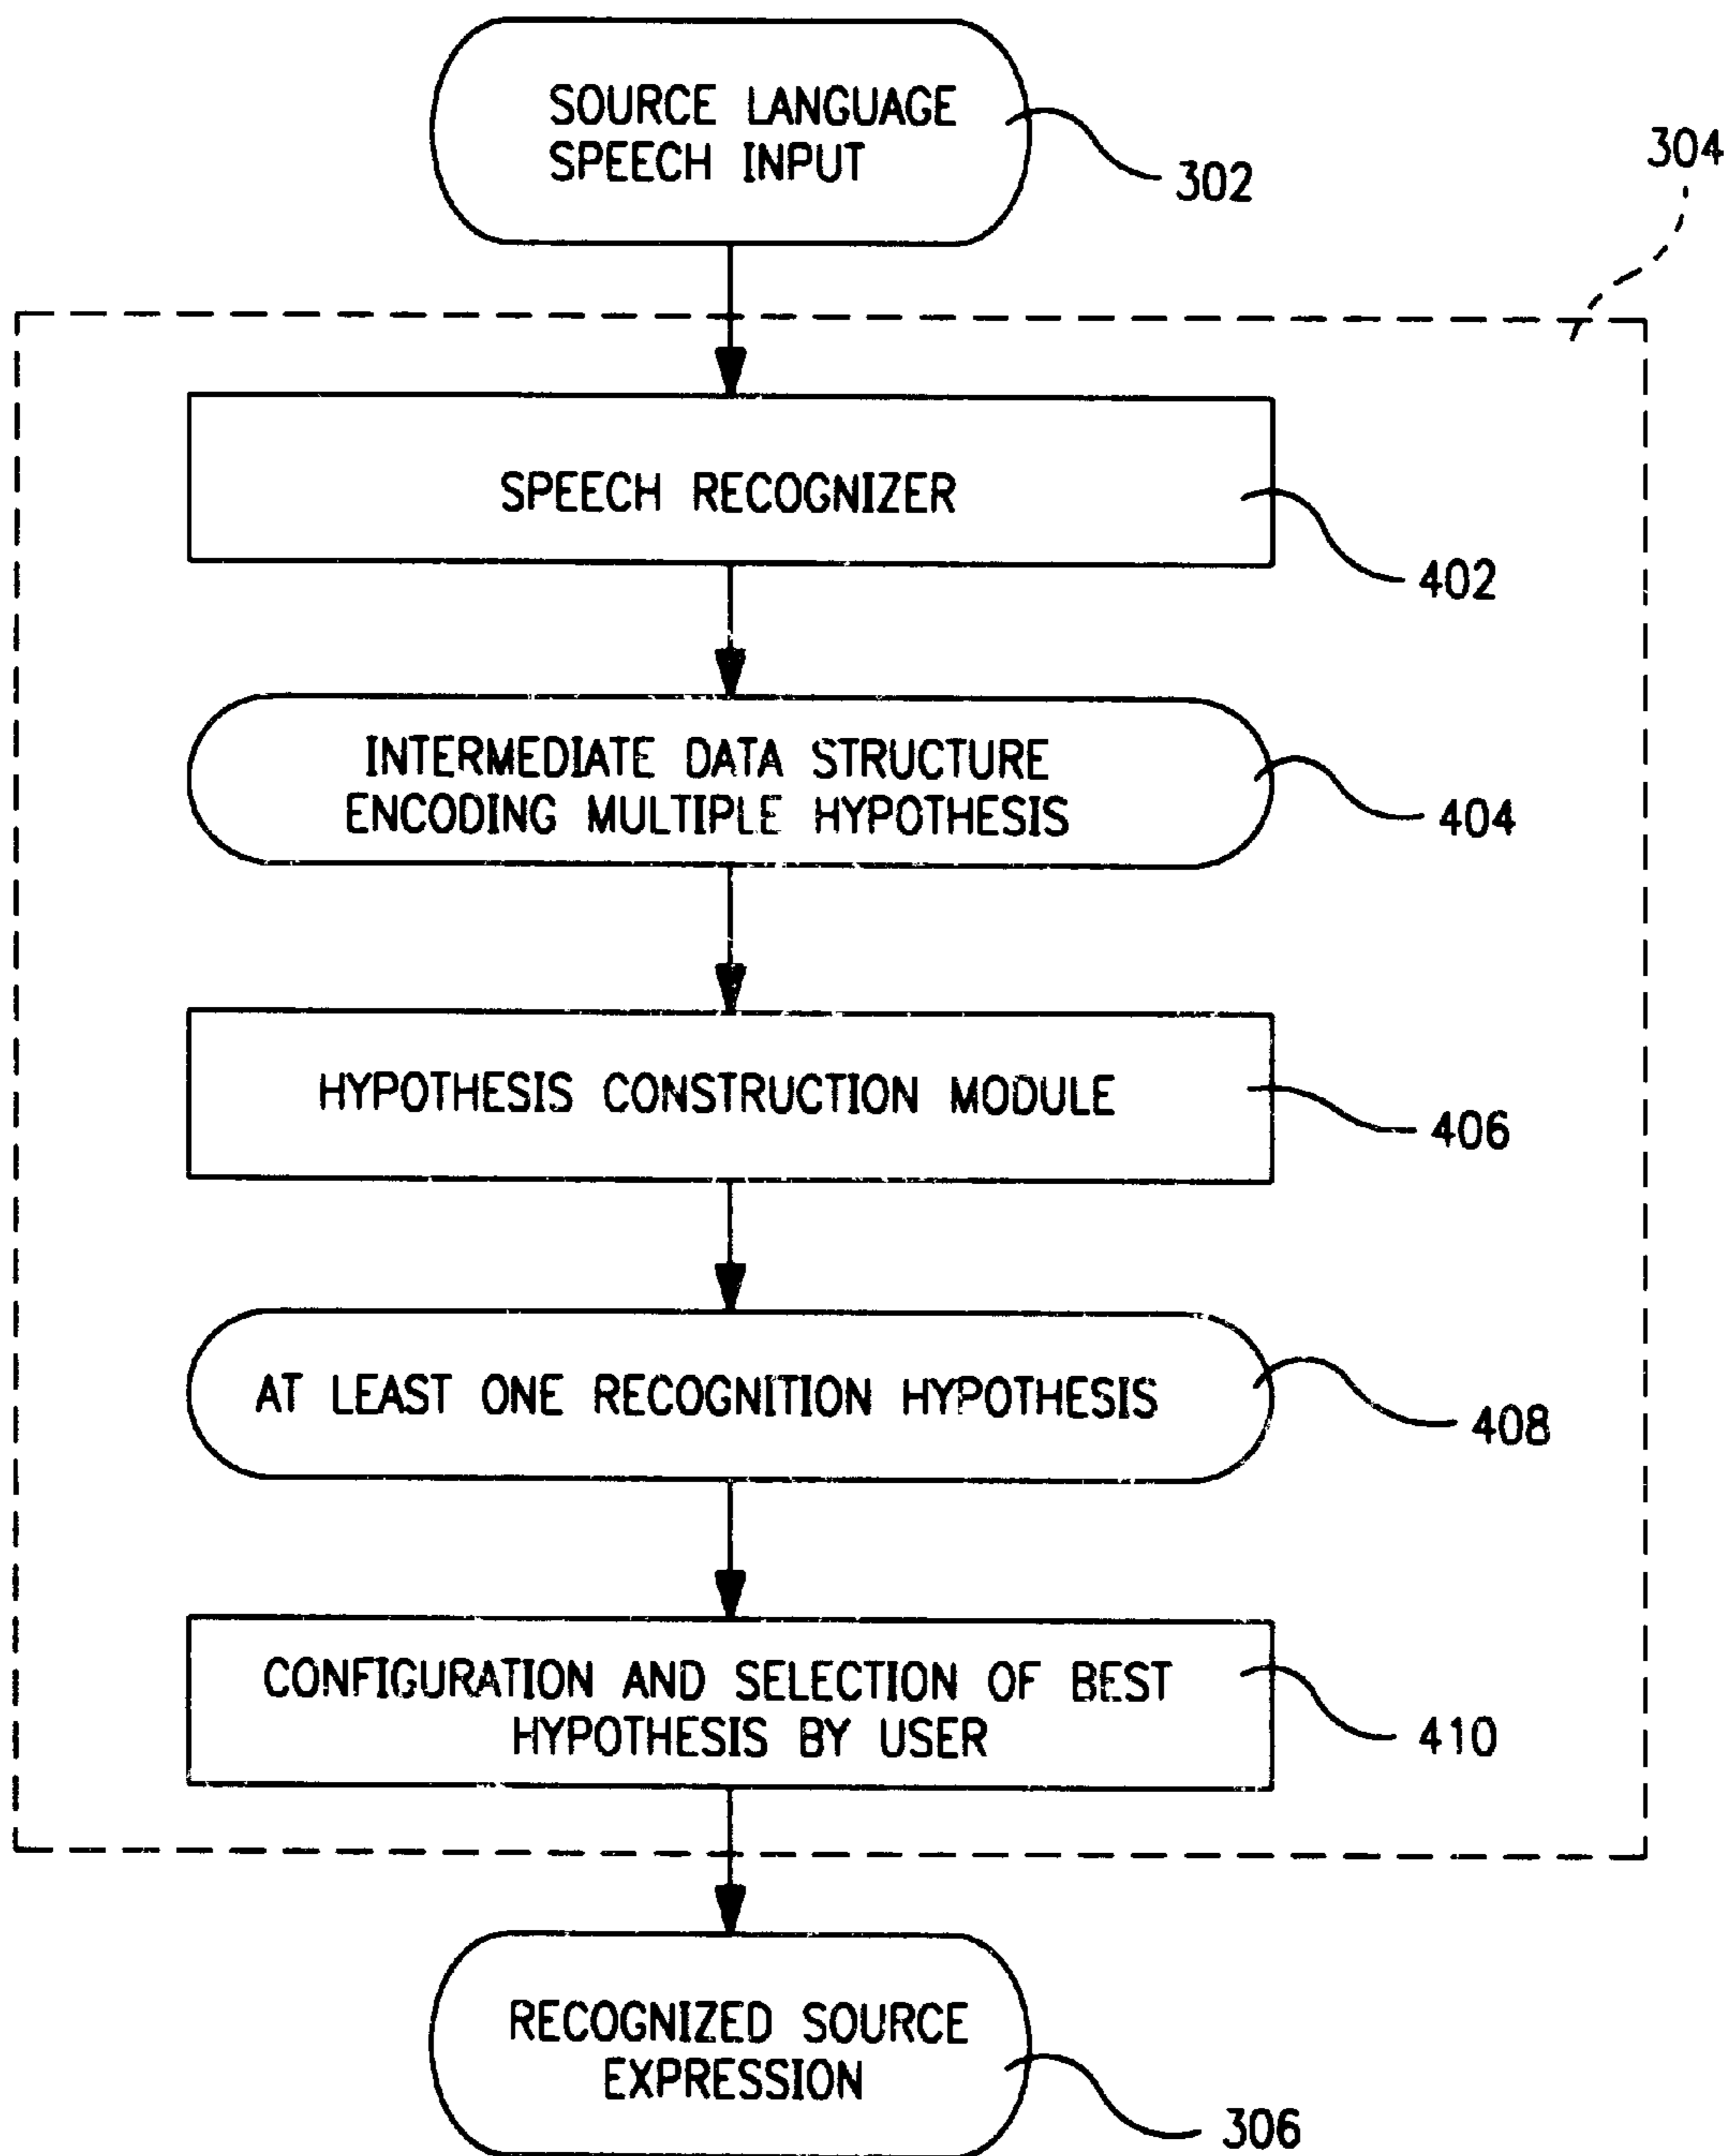 SOURCE LANGUAGE
SPEECH INPUT
302
304
SPEECH RECOGNIZER
402
INTERMEDIATE DATA STRUCTURE
ENCODING MULTIPLE HYPOTHESIS
404
HYPOTHESIS CONSTRUCTION MODULE
406
AT LEAST ONE RECOGNITION HYPOTHESIS
408
CONFIGURATION AND SELECTION OF BEST
HYPOTHESIS BY USER
410
RECOGNIZED SOURCE
EXPRESSION
306